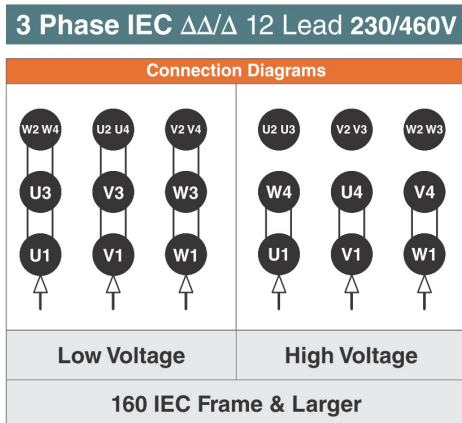 3 Phase IEC ΔΔ/Δ 12 Lead 230/460V
Connection Diagrams
W2 W4 U2 U4 V2 V4 U2 U3 V2 V3 W2 W3
U3 V3 W3 W4 U4 V4
U1 V1 W1 U1 V1 W1
Low Voltage High Voltage
160 IEC Frame & Larger